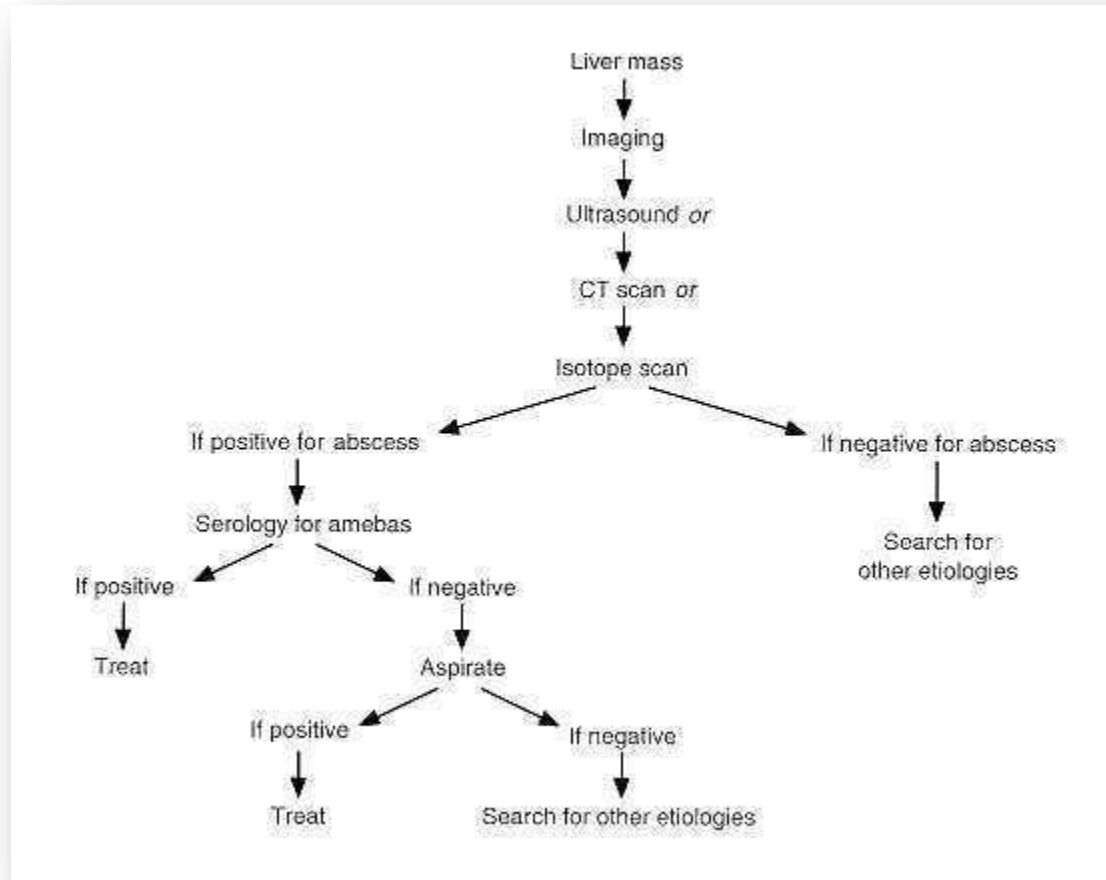 Liver mass
Imaging
Ultrasound or
CT scan or
Isotope scan
If positive for abscess
If negative for abscess
Serology for amebas
Search for
other etiologies
If positive
If negative
Treat
Aspirate
If positive
If negative
Treat
Search for other etiologies